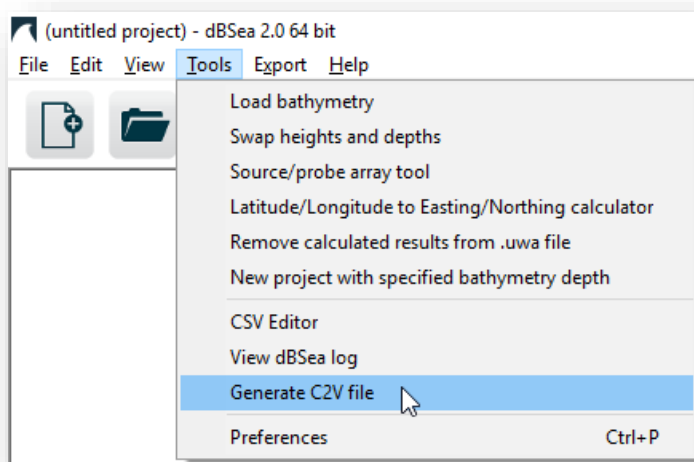 (untitled project) - dBSea 2.0 64 bit
File Edit View Tools Export Help
Load bathymetry
Swap heights and depths
Source/probe array tool
Latitude/Longitude to Easting/Northing calculator
Remove calculated results from .uwa file
New project with specified bathymetry depth
CSV Editor
View dBSea log
Generate C2V file
Preferences Ctrl+P